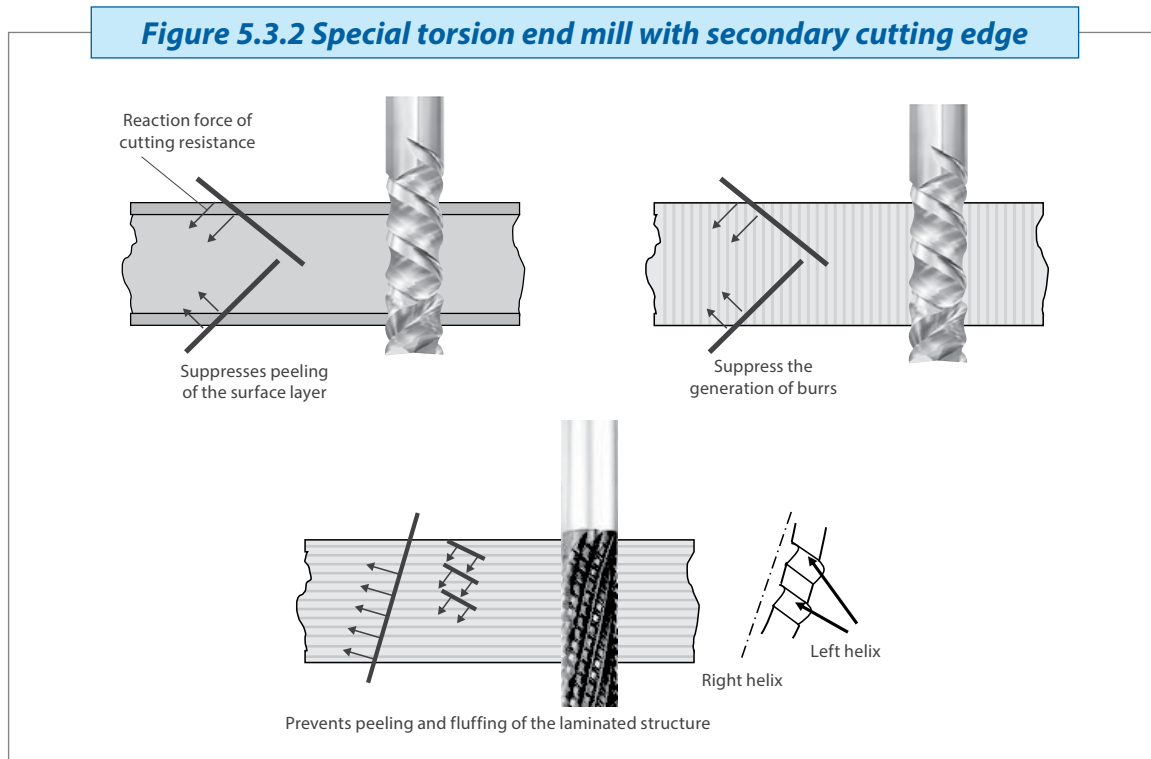 Figure 5.3.2 Special torsion end mill with secondary cutting edge
Reaction force of
cutting resistance
Suppresses peeling
of the surface layer
Suppress the
generation of burrs
Left helix
Right helix
Prevents peeling and fluffing of the laminated structure